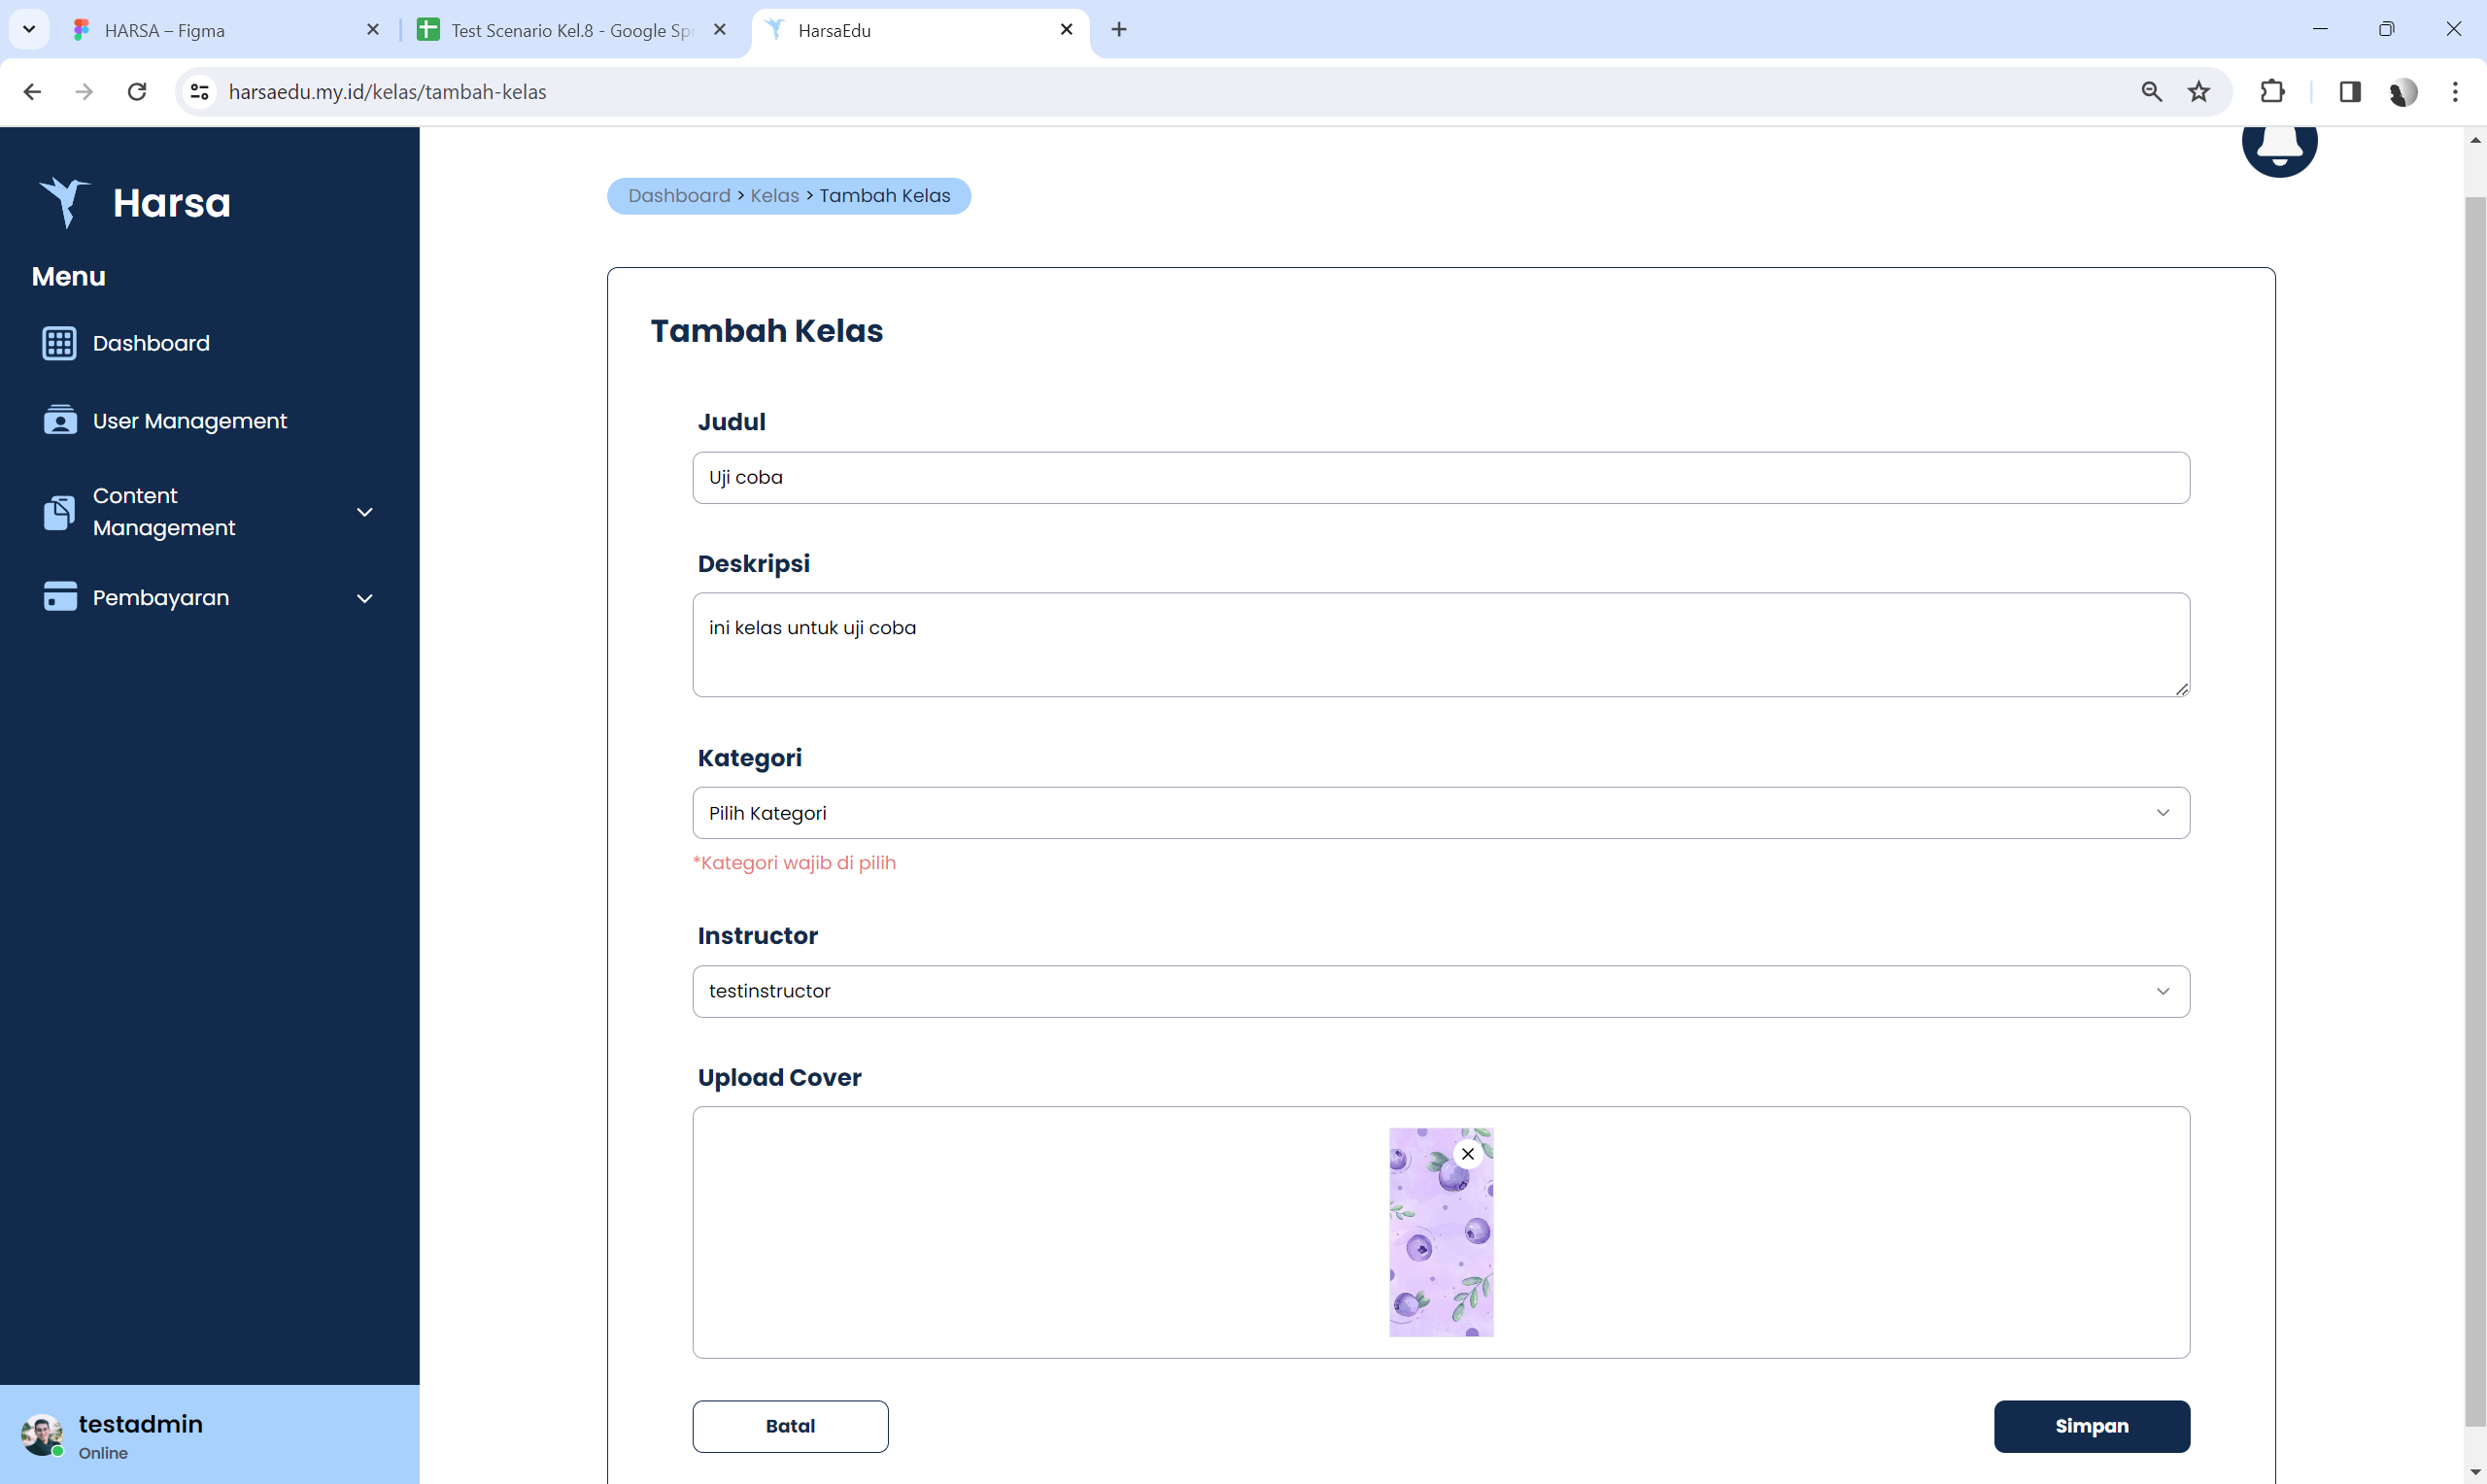 HARSA – Figma
Test Scenario Kel.8 - Google Spr
HarsaEdu
harsaedu.my.id/kelas/tambah-kelas
Harsa
Menu
Dashboard
User Management
Content
Management
Pembayaran
testadmin
Online
Dashboard > Kelas > Tambah Kelas
Tambah Kelas
Judul
Uji coba
Deskripsi
ini kelas untuk uji coba
Kategori
Pilih Kategori
*Kategori wajib di pilih
Instructor
testinstructor
Upload Cover
Batal
Simpan